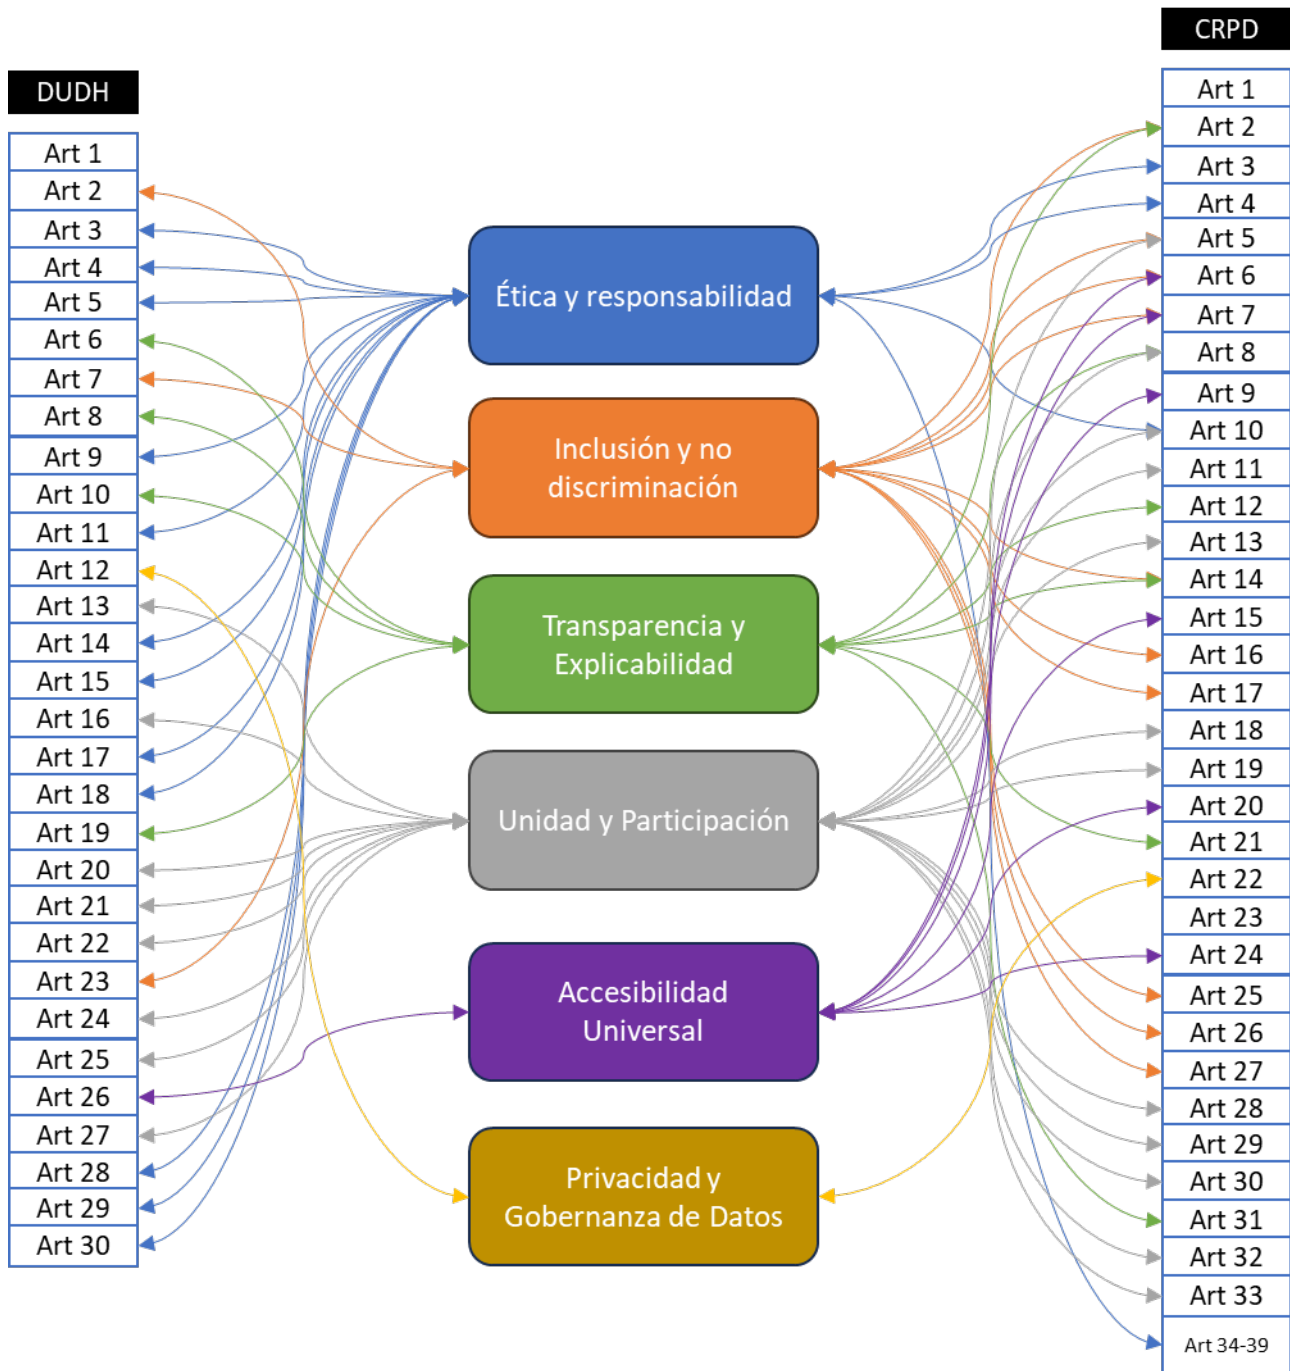 DUDH
Art 1
Art 2
Art 3
Art 4
Art 5
Art 6
Art 7
Art 8
Art 9
Art 10
Art 11
Art 12
Art 13
Art 14
Art 15
Art 16
Art 17
Art 18
Art 19
Art 20
Art 21
Art 22
Art 23
Art 24
Art 25
Art 26
Art 27
Art 28
Art 29
Art 30
Ética y responsabilidad
Inclusión y no
discriminación
Transparencia y
Explicabilidad
Unidad y Participación
Accesibilidad
Universal
Privacidad y
Gobernanza de Datos
CRPD
Art 1
Art 2
Art 3
Art 4
Art 5
Art 6
Art 7
Art 8
Art 9
Art 10
Art 11
Art 12
Art 13
Art 14
Art 15
Art 16
Art 17
Art 18
Art 19
Art 20
Art 21
Art 22
Art 23
Art 24
Art 25
Art 26
Art 27
Art 28
Art 29
Art 30
Art 31
Art 32
Art 33
Art 34-39